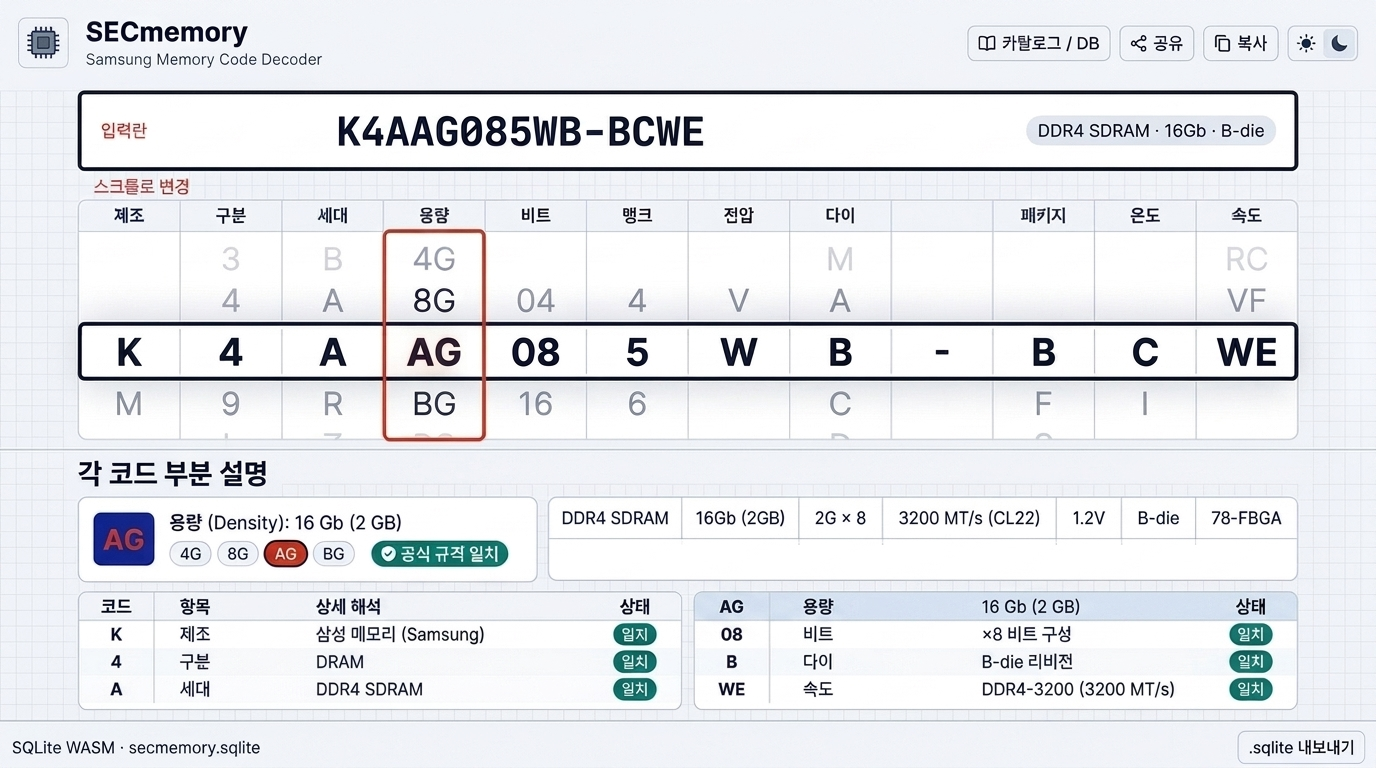 SECmemory
Samsung Memory Code Decoder
카탈로그 / DB 공유 복사
입력란 K4AAG085WB-BCWE DDR4 SDRAM · 16Gb · B-die
스크틀로 변경
졔조 구분 세대 용량 비트 맹크 전압 다이 패키지 온도 속도
3 B 4G M RC
4 A 8G 04 4 V A VF
K 4 A AG 08 5 W B - B C WE
M 9 R BG 16 6 C F I
각 코드 부분 설명
AG 용량 (Density): 16 Gb (2 GB)
4G 8G AG BG 공식 규작 일치
DDR4 SDRAM 16Gb (2GB) 2G × 8 3200 MT/s (CL22) 1.2V B-die 78-FBGA
코드 항목 상세 해석 상태
K 제조 삼성 메모리 (Samsung) 입지
4 구분 DRAM 일치
A 세대 DDR4 SDRAM 일치
AG 용량 16 Gb (2 GB) 상태
08 비트 ×8 비트 구성 일치
B 다이 B-die 리비전 일치
WE 속도 DDR4-3200 (3200 MT/s) 일치
SQLite WASM · secmemory.sqlite .sqlite 내보내기